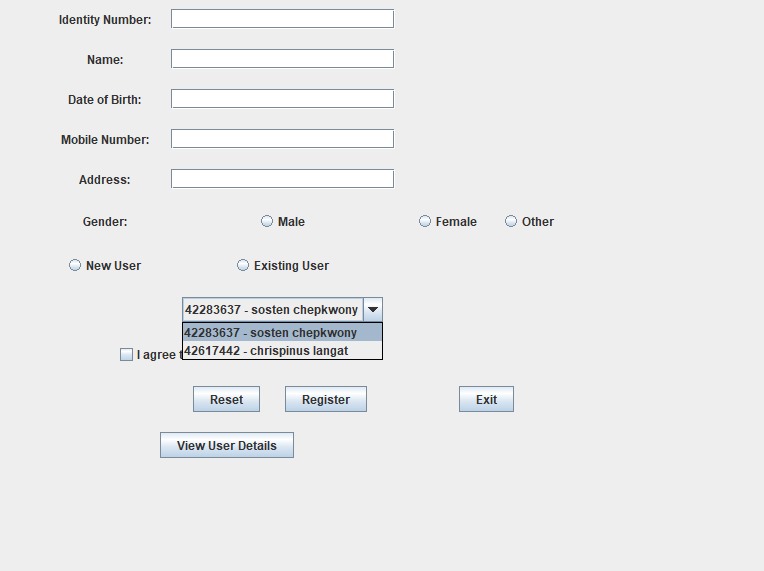 Identity Number:
Name:
Date of Birth:
Mobile Number:
Address:
Gender: Male Female Other
New User Existing User
42283637 - sosten chepkwony
42283637 - sosten chepkwony
42617442 - chrispinus langat
I agree
Reset Register Exit
View User Details